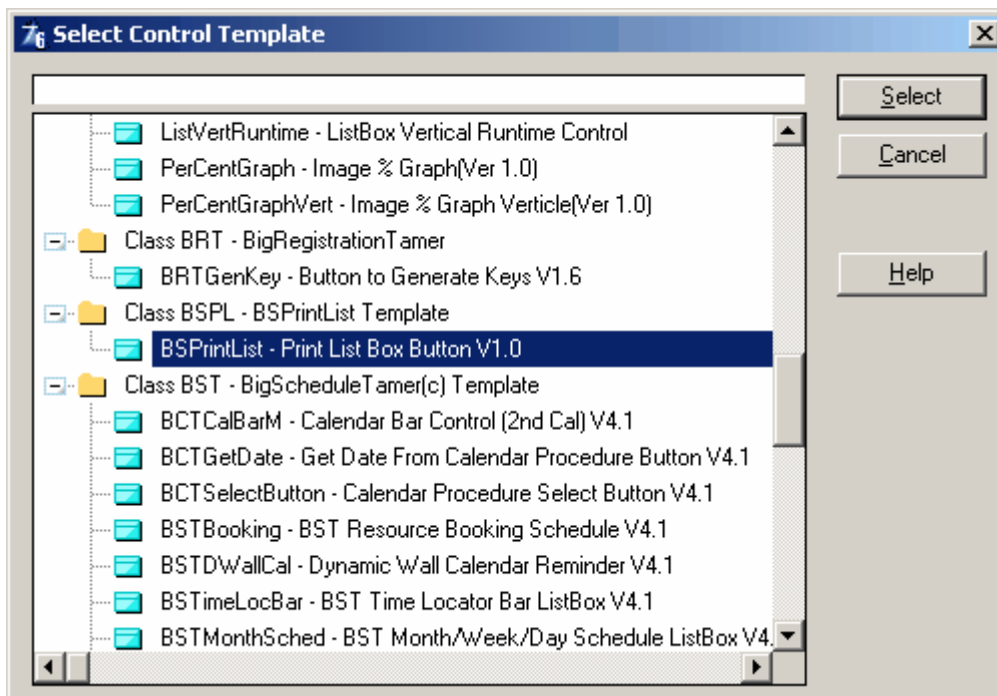 76 Select Control Template
Select
ListVertRuntime - ListBox Vertical Runtime Control
PerCentGraph - Image % Graph(Ver 1.0)
Cancel
PerCentGraphVert - Image % Graph Verticle(Ver 1.0)
Class BRT - BigRegistrationTamer
BRTGenKey - Button to Generate Keys V1.6
Help
Class BSPL - BSPrintList Template
BSPrintList - Print List Box Button V1.0
Class BST - BigScheduleTamer(c) Template
BCTCalBarM - Calendar Bar Control (2nd Cal) V4.1
BCTGetDate - Get Date From Calendar Procedure Button V4.1
BCTSelectButton - Calendar Procedure Select Button V4.1
BSTBooking - BST Resource Booking Schedule V4.1
BSTDWallCal - Dynamic Wall Calendar Reminder V4.1
BSTimeLocBar - BST Time Locator Bar ListBox V4.1
BSTMonthSched - BST Month/Week/Day Schedule ListBox V4.